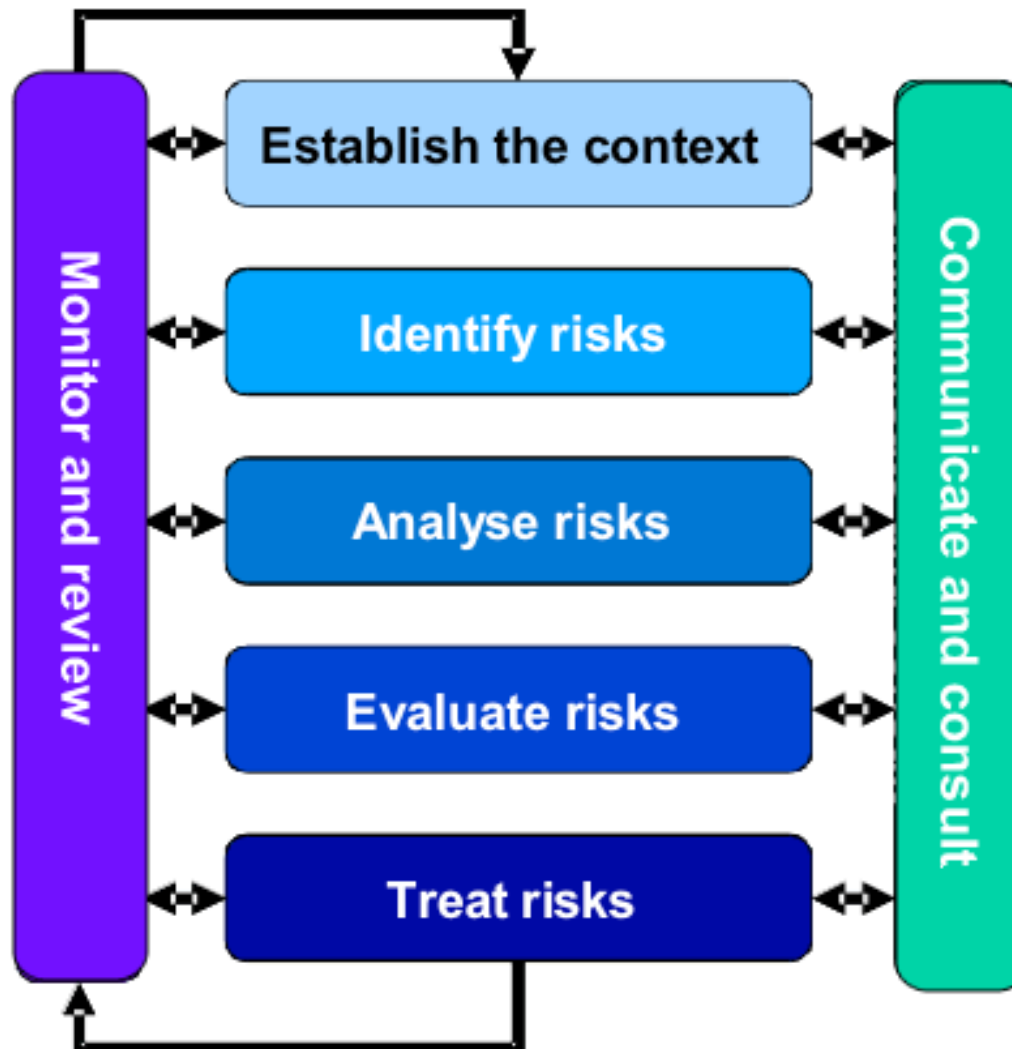 Establish the context
Identify risks
Analyse risks
Evaluate risks
Treat risks
Monitor and review
Communicate and consult